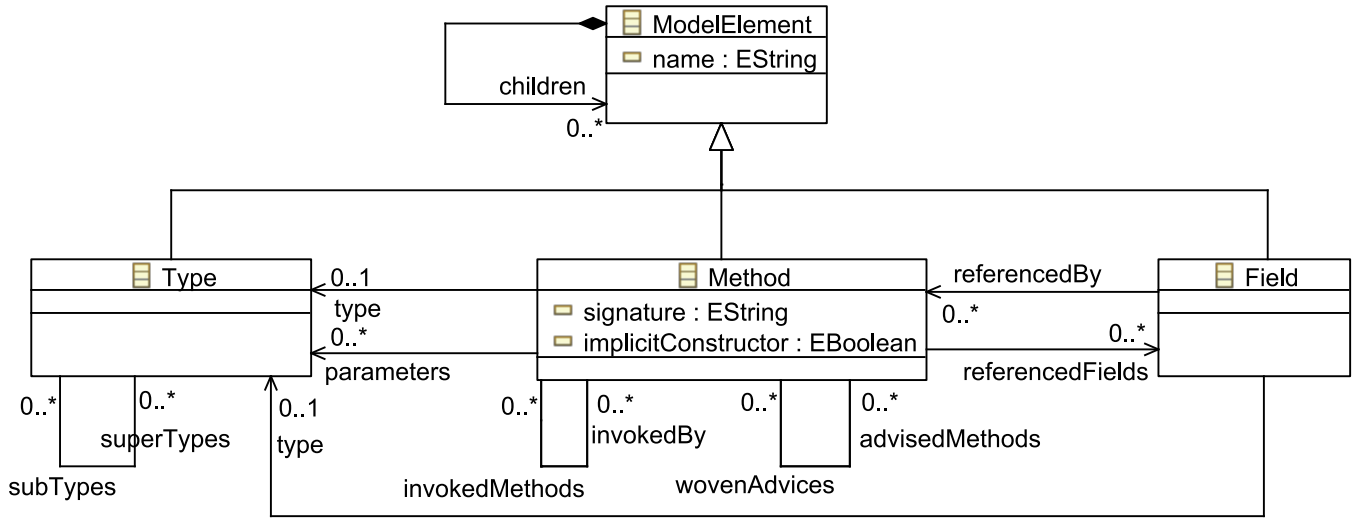 ModelElement
name : EString
children
0..*
Type
Method
Field
0..1
type
0..*
parameters
signature : EString
implicitConstructor : EBoolean
referencedBy
0..*
0..*
referencedFields
0..*
0..*
superTypes
subTypes
0..1
type
0..*
0..*
invokedBy
invokedMethods
0..*
0..*
advisedMethods
wovenAdvices